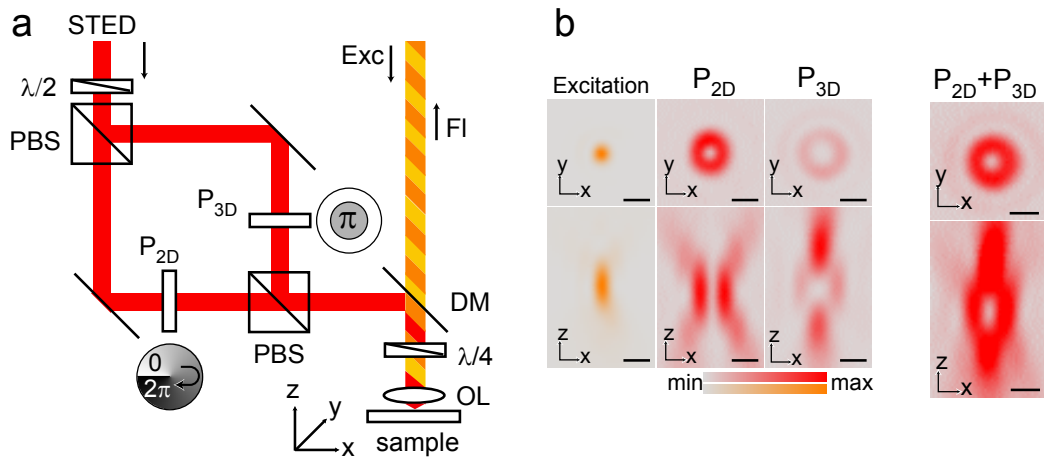 a
STED
λ/2
PBS
Exc
Fl
P3D
π
P2D
0
2π
PBS
DM
λ/4
OL
sample
z
y
x
b
Excitation
P2D
P3D
P2D+P3D
y
x
y
x
y
x
y
x
z
x
z
x
z
x
z
x
min
max